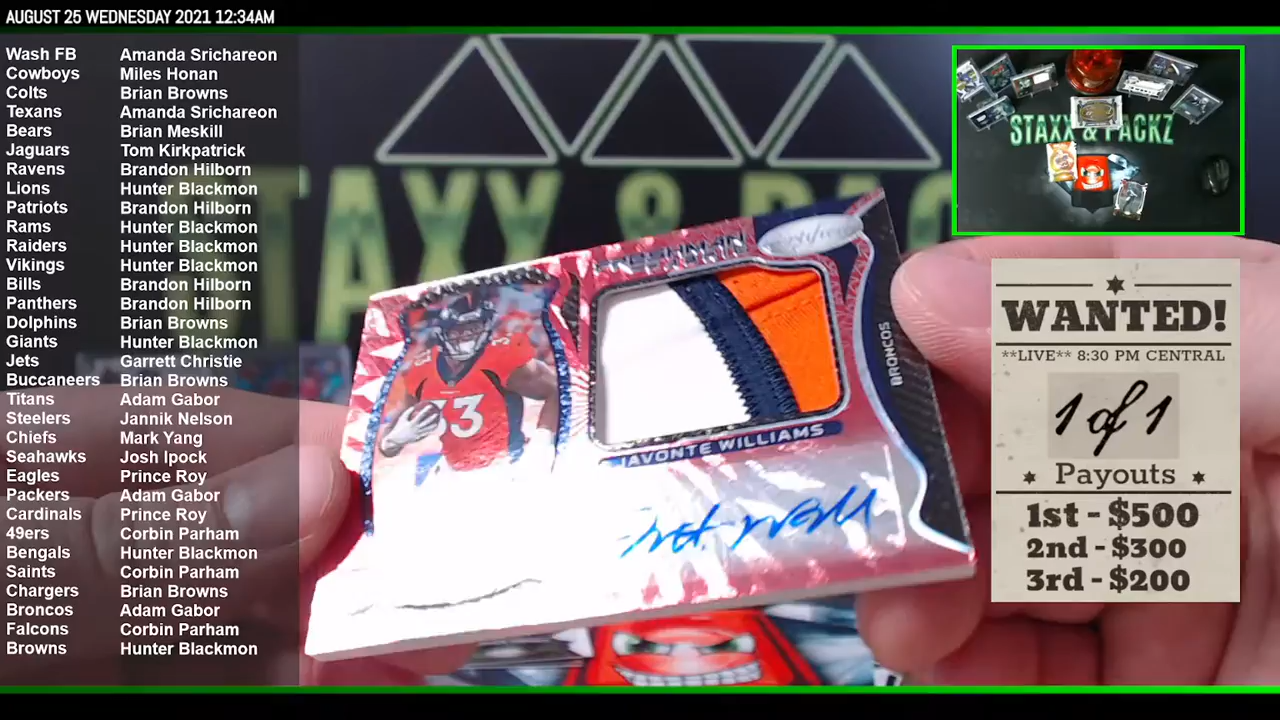 AUGUST 25 WEDNESDAY 2021 12:34AM
Wash FB Amanda Srichareon
Cowboys Miles Honan
Colts Brian Browns
Texans Amanda Srichareon
Bears Brian Meskill
Jaguars Tom Kirkpatrick
Ravens Brandon Hilborn
Lions Hunter Blackmon
Patriots Brandon Hilborn
Rams Hunter Blackmon
Raiders Hunter Blackmon
Vikings Hunter Blackmon
Bills Brandon Hilborn
Panthers Brandon Hilborn
Dolphins Brian Browns
Giants Hunter Blackmon
Jets Garrett Christie
Buccaneers Brian Browns
Titans Adam Gabor
Steelers Jannik Nelson
Chiefs Mark Yang
Seahawks Josh Ipock
Eagles Prince Roy
Packers Adam Gabor
Cardinals Prince Roy
49ers Corbin Parham
Bengals Hunter Blackmon
Saints Corbin Parham
Chargers Brian Browns
Broncos Adam Gabor
Falcons Corbin Parham
Browns Hunter Blackmon
STAXX & PAC
Certified
33
JAVONTE WILLIAMS
BRONCOS
STAXX & PACKZ
WANTED!
**LIVE** 8:30 PM CENTRAL
1 of 1
Payouts
1st - $500
2nd - $300
3rd - $200